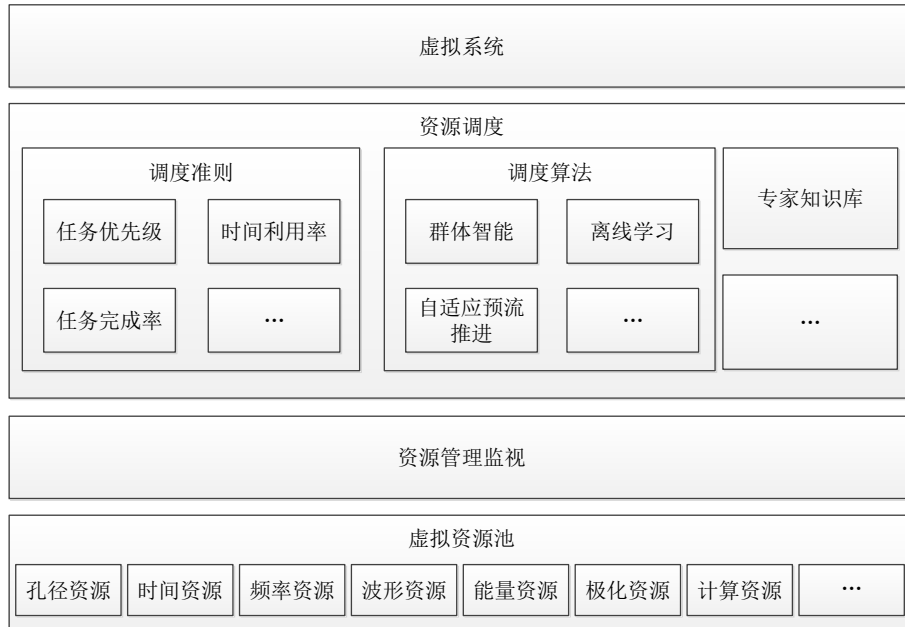 虚拟系统
资源调度
调度准则
任务优先级
时间利用率
任务完成率
…
调度算法
群体智能
离线学习
自适应预流
推进
…
专家知识库
…
资源管理监视
虚拟资源池
孔径资源
时间资源
频率资源
波形资源
能量资源
极化资源
计算资源
…